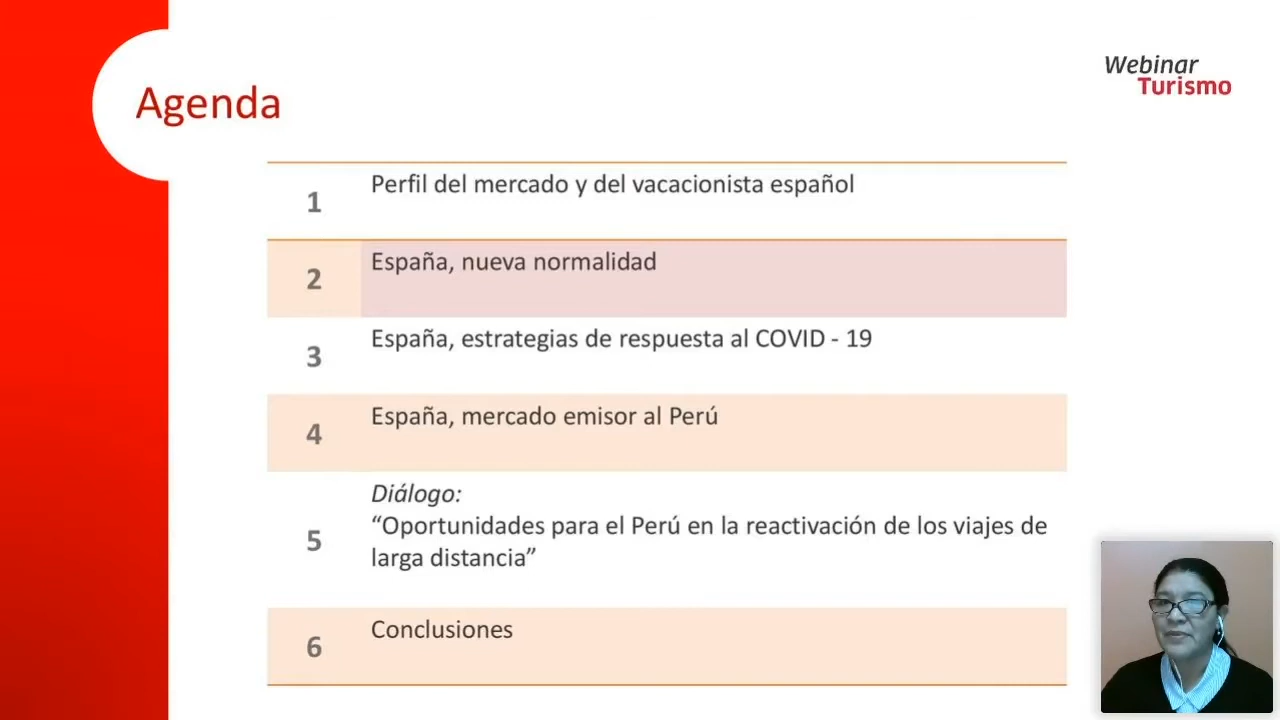 Agenda
Webinar
Turismo
1
Perfil del mercado y del vacacionista español
2
España, nueva normalidad
3
España, estrategias de respuesta al COVID - 19
4
España, mercado emisor al Perú
5
Diálogo:
“Oportunidades para el Perú en la reactivación de los viajes de
larga distancia”
6
Conclusiones